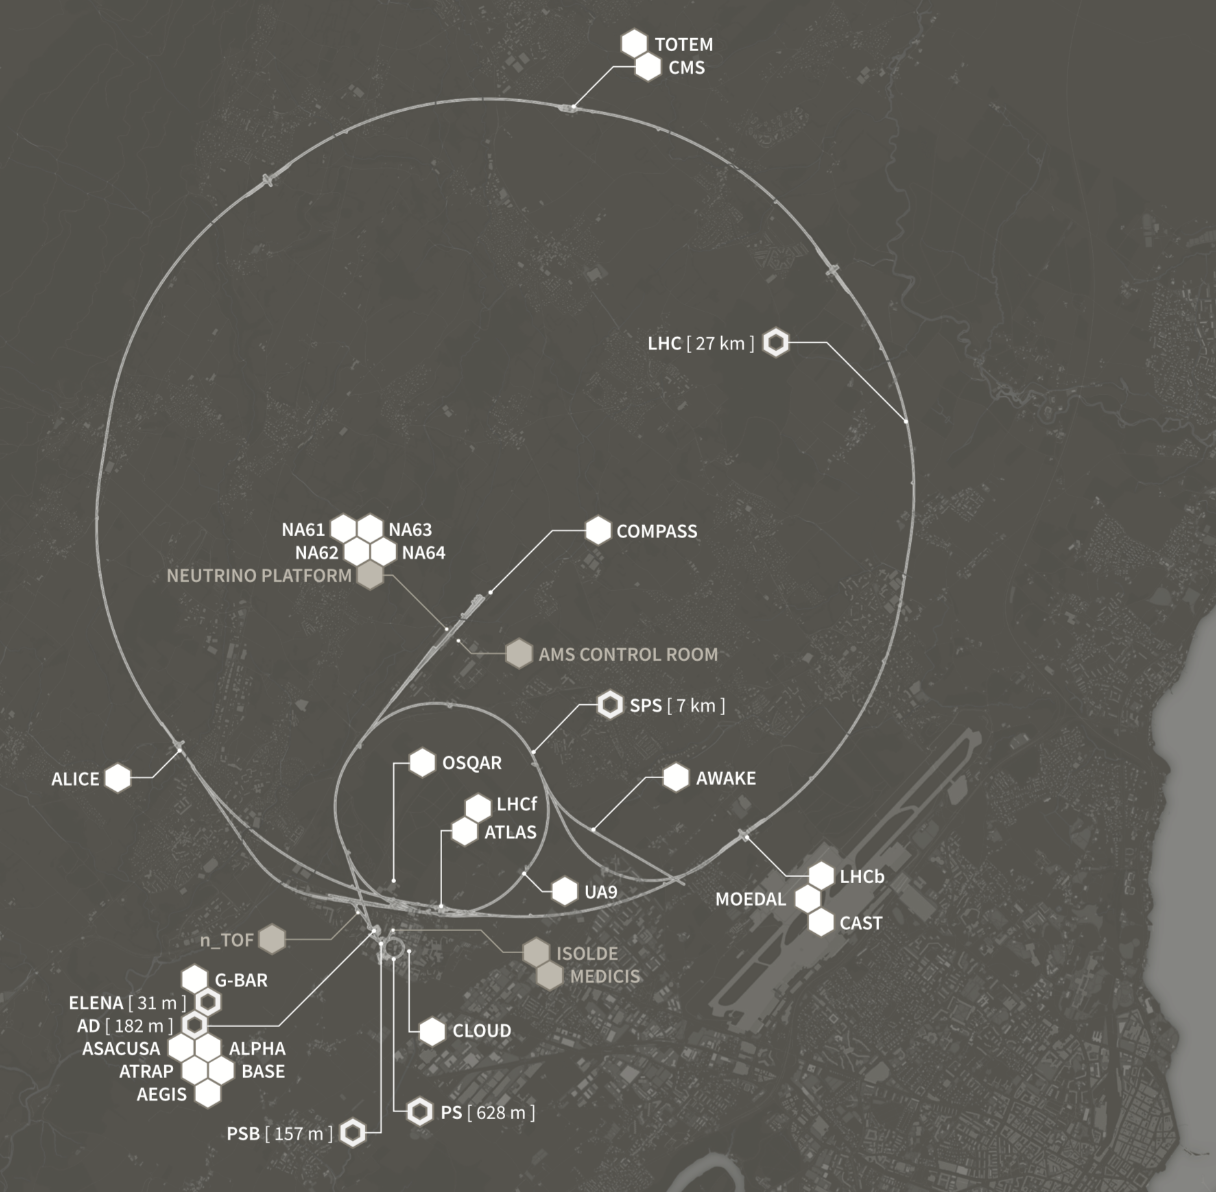 TOTEM
CMS
LHC [ 27 km ]
NA61 NA63
NA62 NA64
COMPASS
NEUTRINO PLATFORM
AMS CONTROL ROOM
SPS [ 7 km ]
OSQAR
ALICE
AWAKE
LHCf
ATLAS
UA9
LHCb
MOEDAL
CAST
n_TOF
ISOLDE
MEDICIS
G-BAR
ELENA [ 31 m ]
AD [ 182 m ]
CLOUD
ASACUSA ALPHA
ATRAP BASE
AEGIS
PS [ 628 m ]
PSB [ 157 m ]